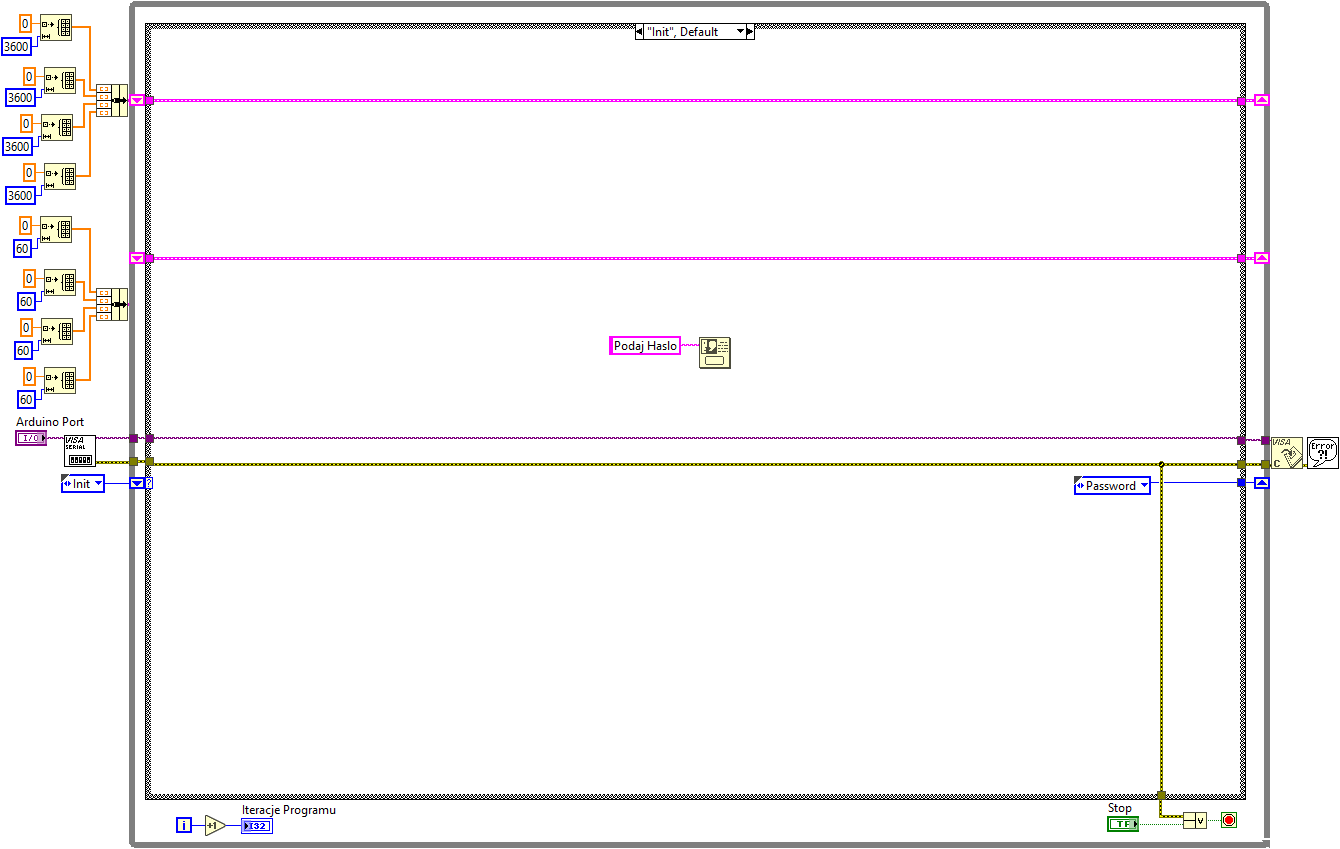 "Init", Default
0
3600
0
3600
0
3600
0
3600
0
60
0
60
0
60
0
60
Podaj Haslo
Arduino Port
I/O
VISA
SERIAL
Init
?
Password
VISA
C
Error
?!
Iteracje Programu
i
+1
I32
Stop
TF
V